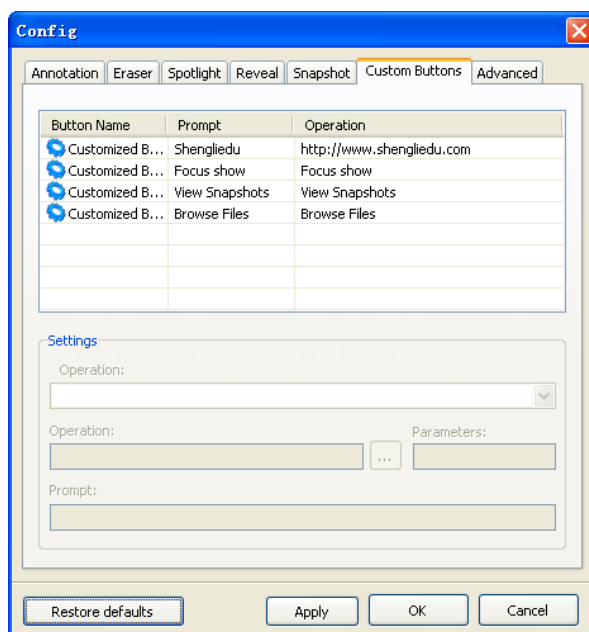 Config
Annotation Eraser Spotlight Reveal Snapshot Custom Buttons Advanced
Button Name Prompt Operation
Customized B... Shengliedu http://www.shengliedu.com
Customized B... Focus show Focus show
Customized B... View Snapshots View Snapshots
Customized B... Browse Files Browse Files
Settings
Operation:
Operation: Parameters:
...
Prompt:
Restore defaults Apply OK Cancel